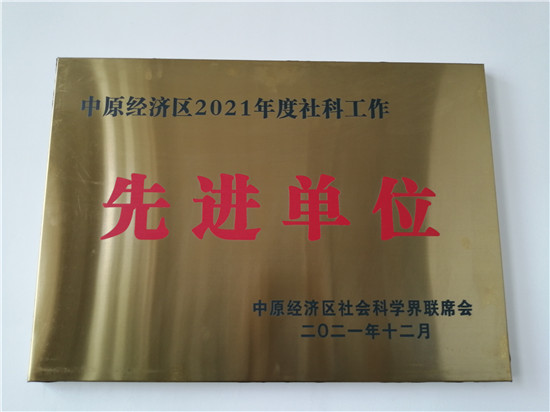 中原经济区2021年度社科工作
先进单位
中原经济区社会科学界联席会
二〇二一年十二月